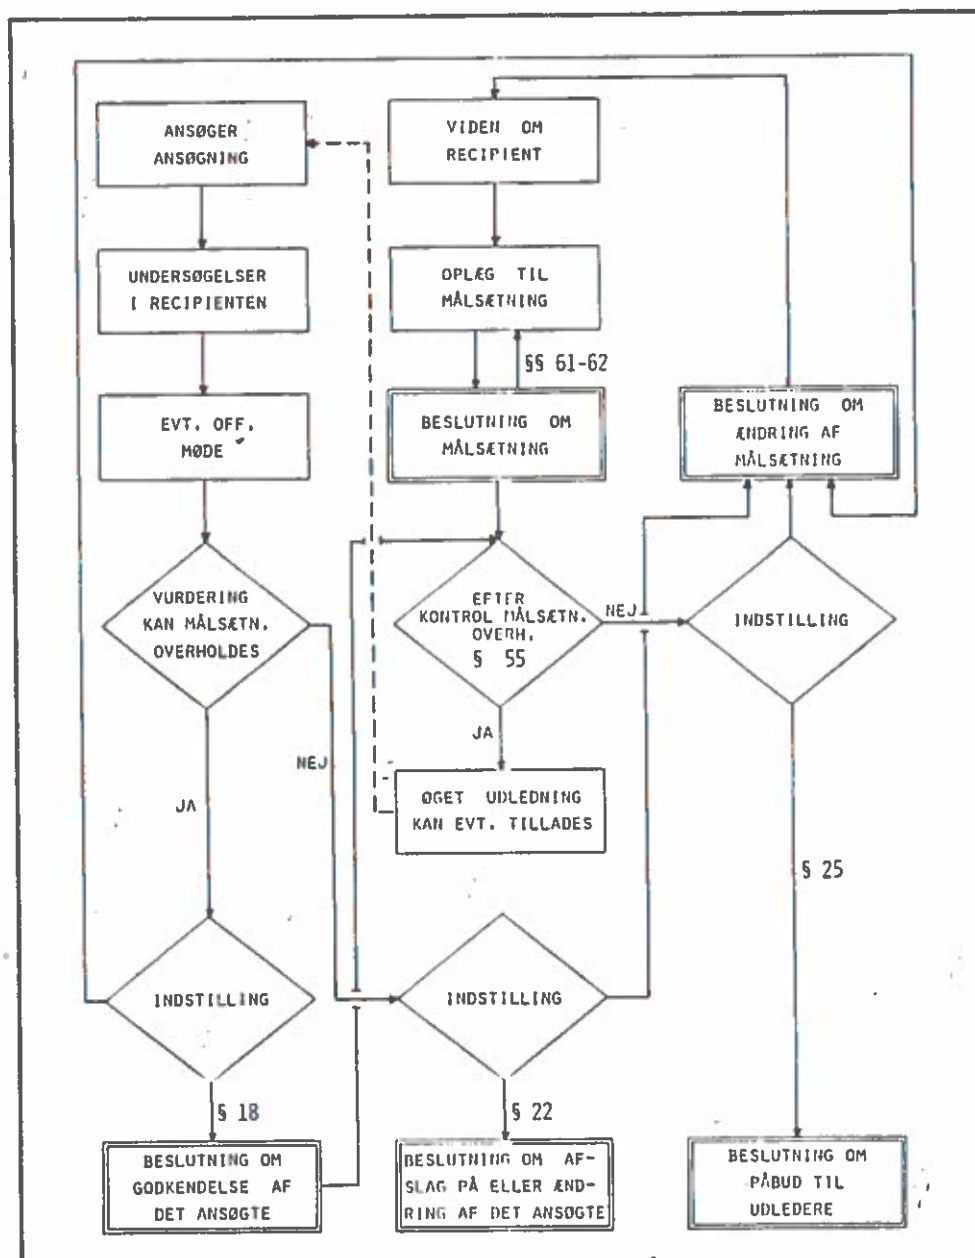 ANSØGER
ANSØGNING
UNDERSØGELSER
I RECIPIENTEN
EVT. OFF.
MØDE
VURDERING
KAN MÅLSÆTN.
OVERHOLDES
JA
NEJ
INDSTILLING
§ 18
BESLUTNING OM
GODKENDELSE AF
DET ANSØGTE
VIDEN OM
RECIPIENT
OPLÆG TIL
MÅLSÆTNING
§§ 61-62
BESLUTNING OM
MÅLSÆTNING
EFTER
KONTROL MÅLSÆTN.
OVERH.
§ 55
NEJ
JA
ØGET UDLEDNING
KAN EVT. TILLADES
INDSTILLING
§ 22
BESLUTNING OM AF-
SLAG PÅ ELLER ÆND-
RING AF DET ANSØGTE
BESLUTNING OM
ÆNDRING AF
MÅLSÆTNING
INDSTILLING
§ 25
BESLUTNING OM
PÅBUD TIL
UDLEDERE